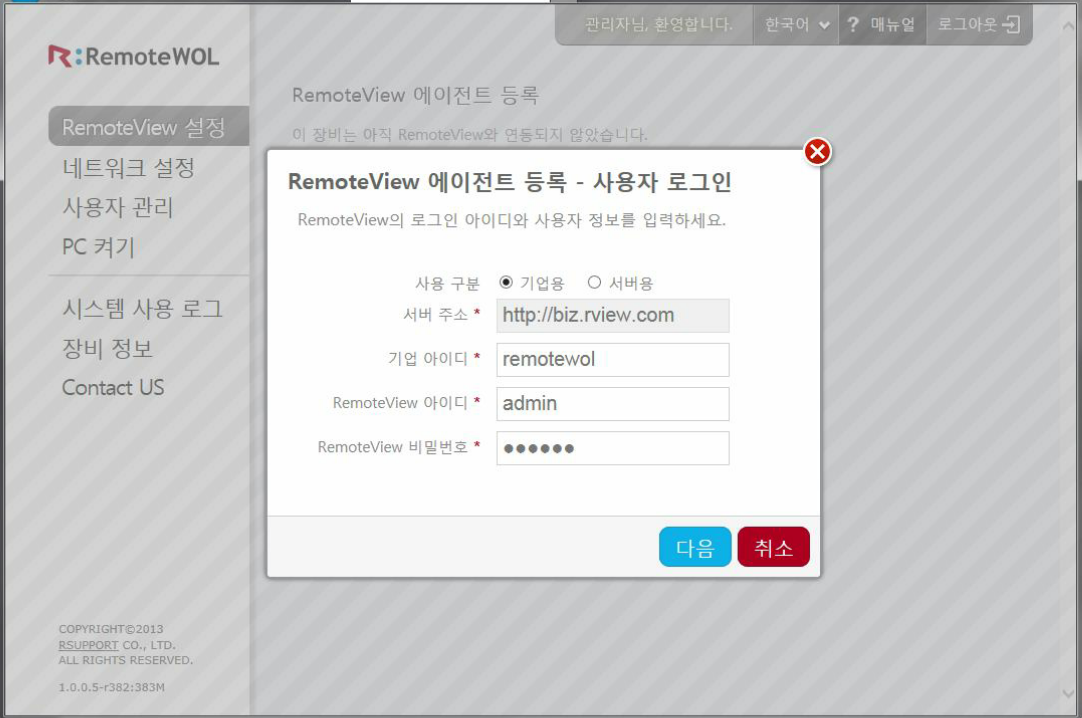 관리자님, 환영합니다.
한국어
? 매뉴얼
로그아웃
R:RemoteWOL
RemoteView 설정
네트워크 설정
사용자 관리
PC 켜기
시스템 사용 로그
장비 정보
Contact US
COPYRIGHT©2013
RSUPPORT CO., LTD.
ALL RIGHTS RESERVED.
1.0.0.5-r382:383M
RemoteView 에이전트 등록
이 장비는 아직 RemoteView와 연동되지 않았습니다.
RemoteView 에이전트 등록 - 사용자 로그인
RemoteView의 로그인 아이디와 사용자 정보를 입력하세요.
사용 구분 기업용 서버용
서버 주소 * http://biz.rview.com
기업 아이디 * remotewol
RemoteView 아이디 * admin
RemoteView 비밀번호 * ●●●●●●
다음 취소